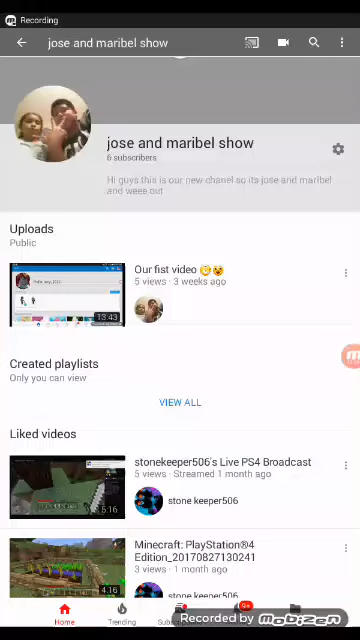 Recording
jose and maribel show
jose and maribel show
6 subscribers
Hi guys this is our new chanel so its jose and maribel
and weee out
Uploads
Public
Our fist video
5 views · 3 weeks ago
13:43
Created playlists
Only you can view
VIEW ALL
Liked videos
stonekeeper506's Live PS4 Broadcast
5 views · Streamed 1 month ago
stone keeper506
5:16
Minecraft: PlayStation®4
Edition_20170827130241
3 views · 1 month ago
4:16
stone keeper506
9+
Home
Trending
Recorded by MOBIZEN